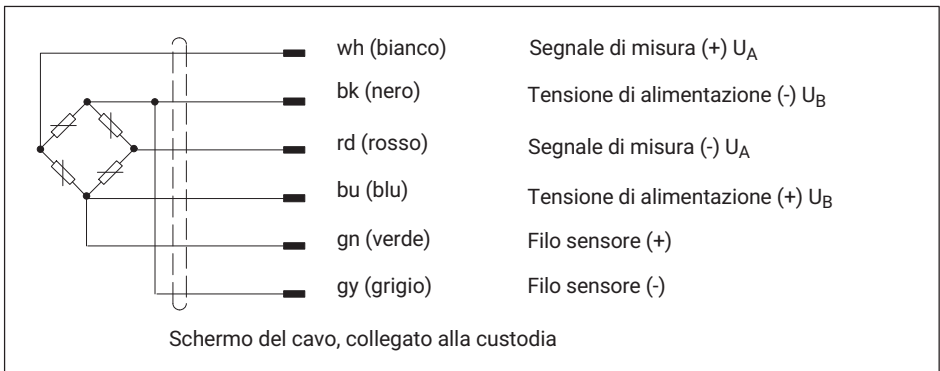 wh (bianco) Segnale di misura (+) UA
bk (nero) Tensione di alimentazione (-) UB
rd (rosso) Segnale di misura (-) UA
bu (blu) Tensione di alimentazione (+) UB
gn (verde) Filo sensore (+)
gy (grigio) Filo sensore (-)
Schermo del cavo, collegato alla custodia